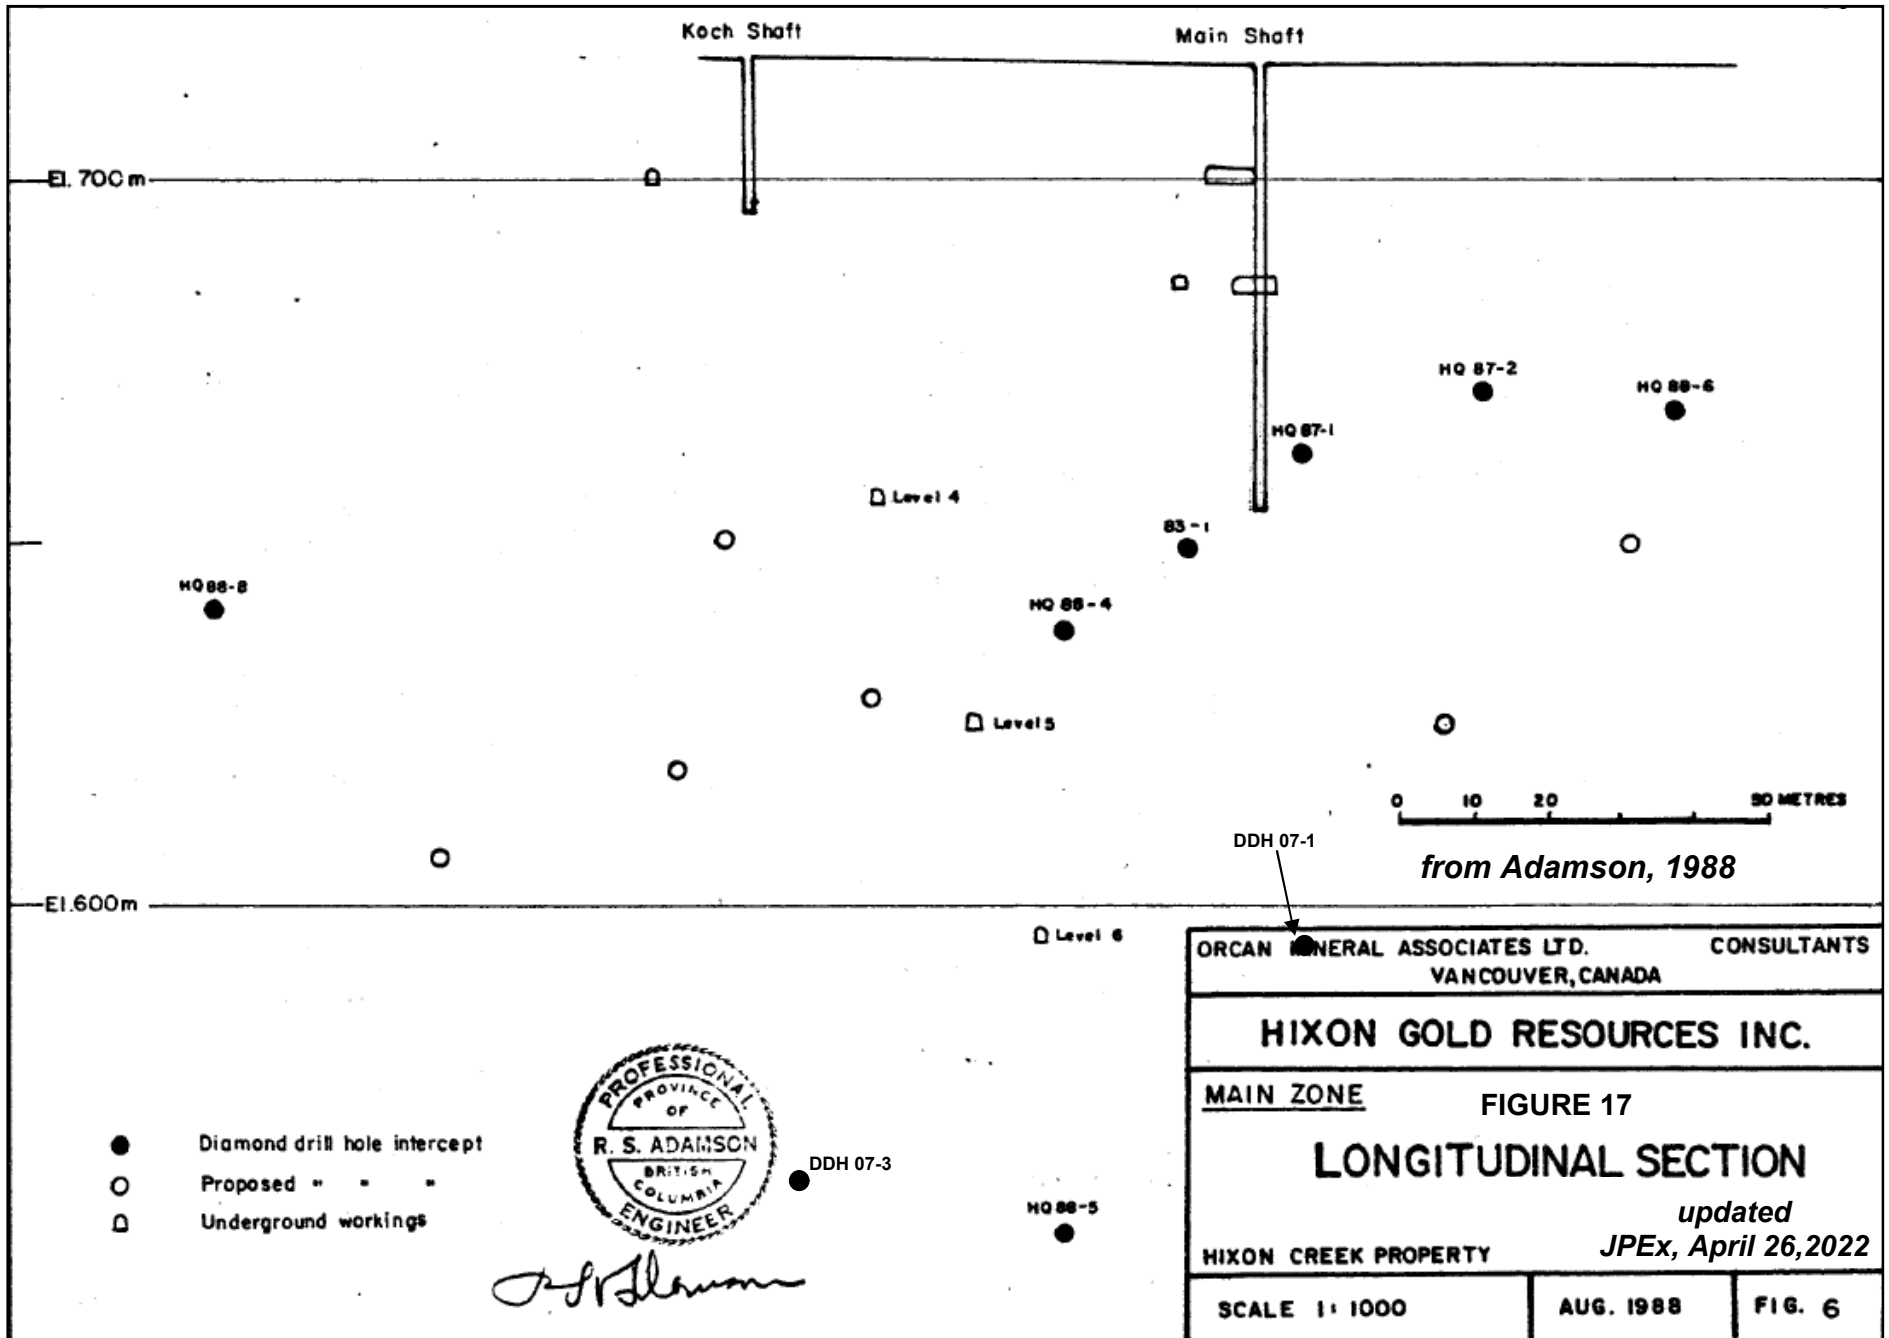 Koch Shaft
Main Shaft
El. 700m
HQ 87-2
HQ 88-6
HQ 87-1
Level 4
83-1
HQ 88-8
HQ 88-4
Level 5
0 10 20 50 METRES
DDH 07-1
from Adamson, 1988
El. 600m
Level 6
ORCAN MINERAL ASSOCIATES LTD. CONSULTANTS
VANCOUVER, CANADA
HIXON GOLD RESOURCES INC.
MAIN ZONE
FIGURE 17
LONGITUDINAL SECTION
updated
JPEx, April 26,2022
HIXON CREEK PROPERTY
SCALE 1: 1000
AUG. 1988
FIG. 6
Diamond drill hole intercept
Proposed " " "
Underground workings
PROFESSIONAL
PROVINCE
OF
R. S. ADAMSON
BRITISH
COLUMBIA
ENGINEER
DDH 07-3
HQ 88-5